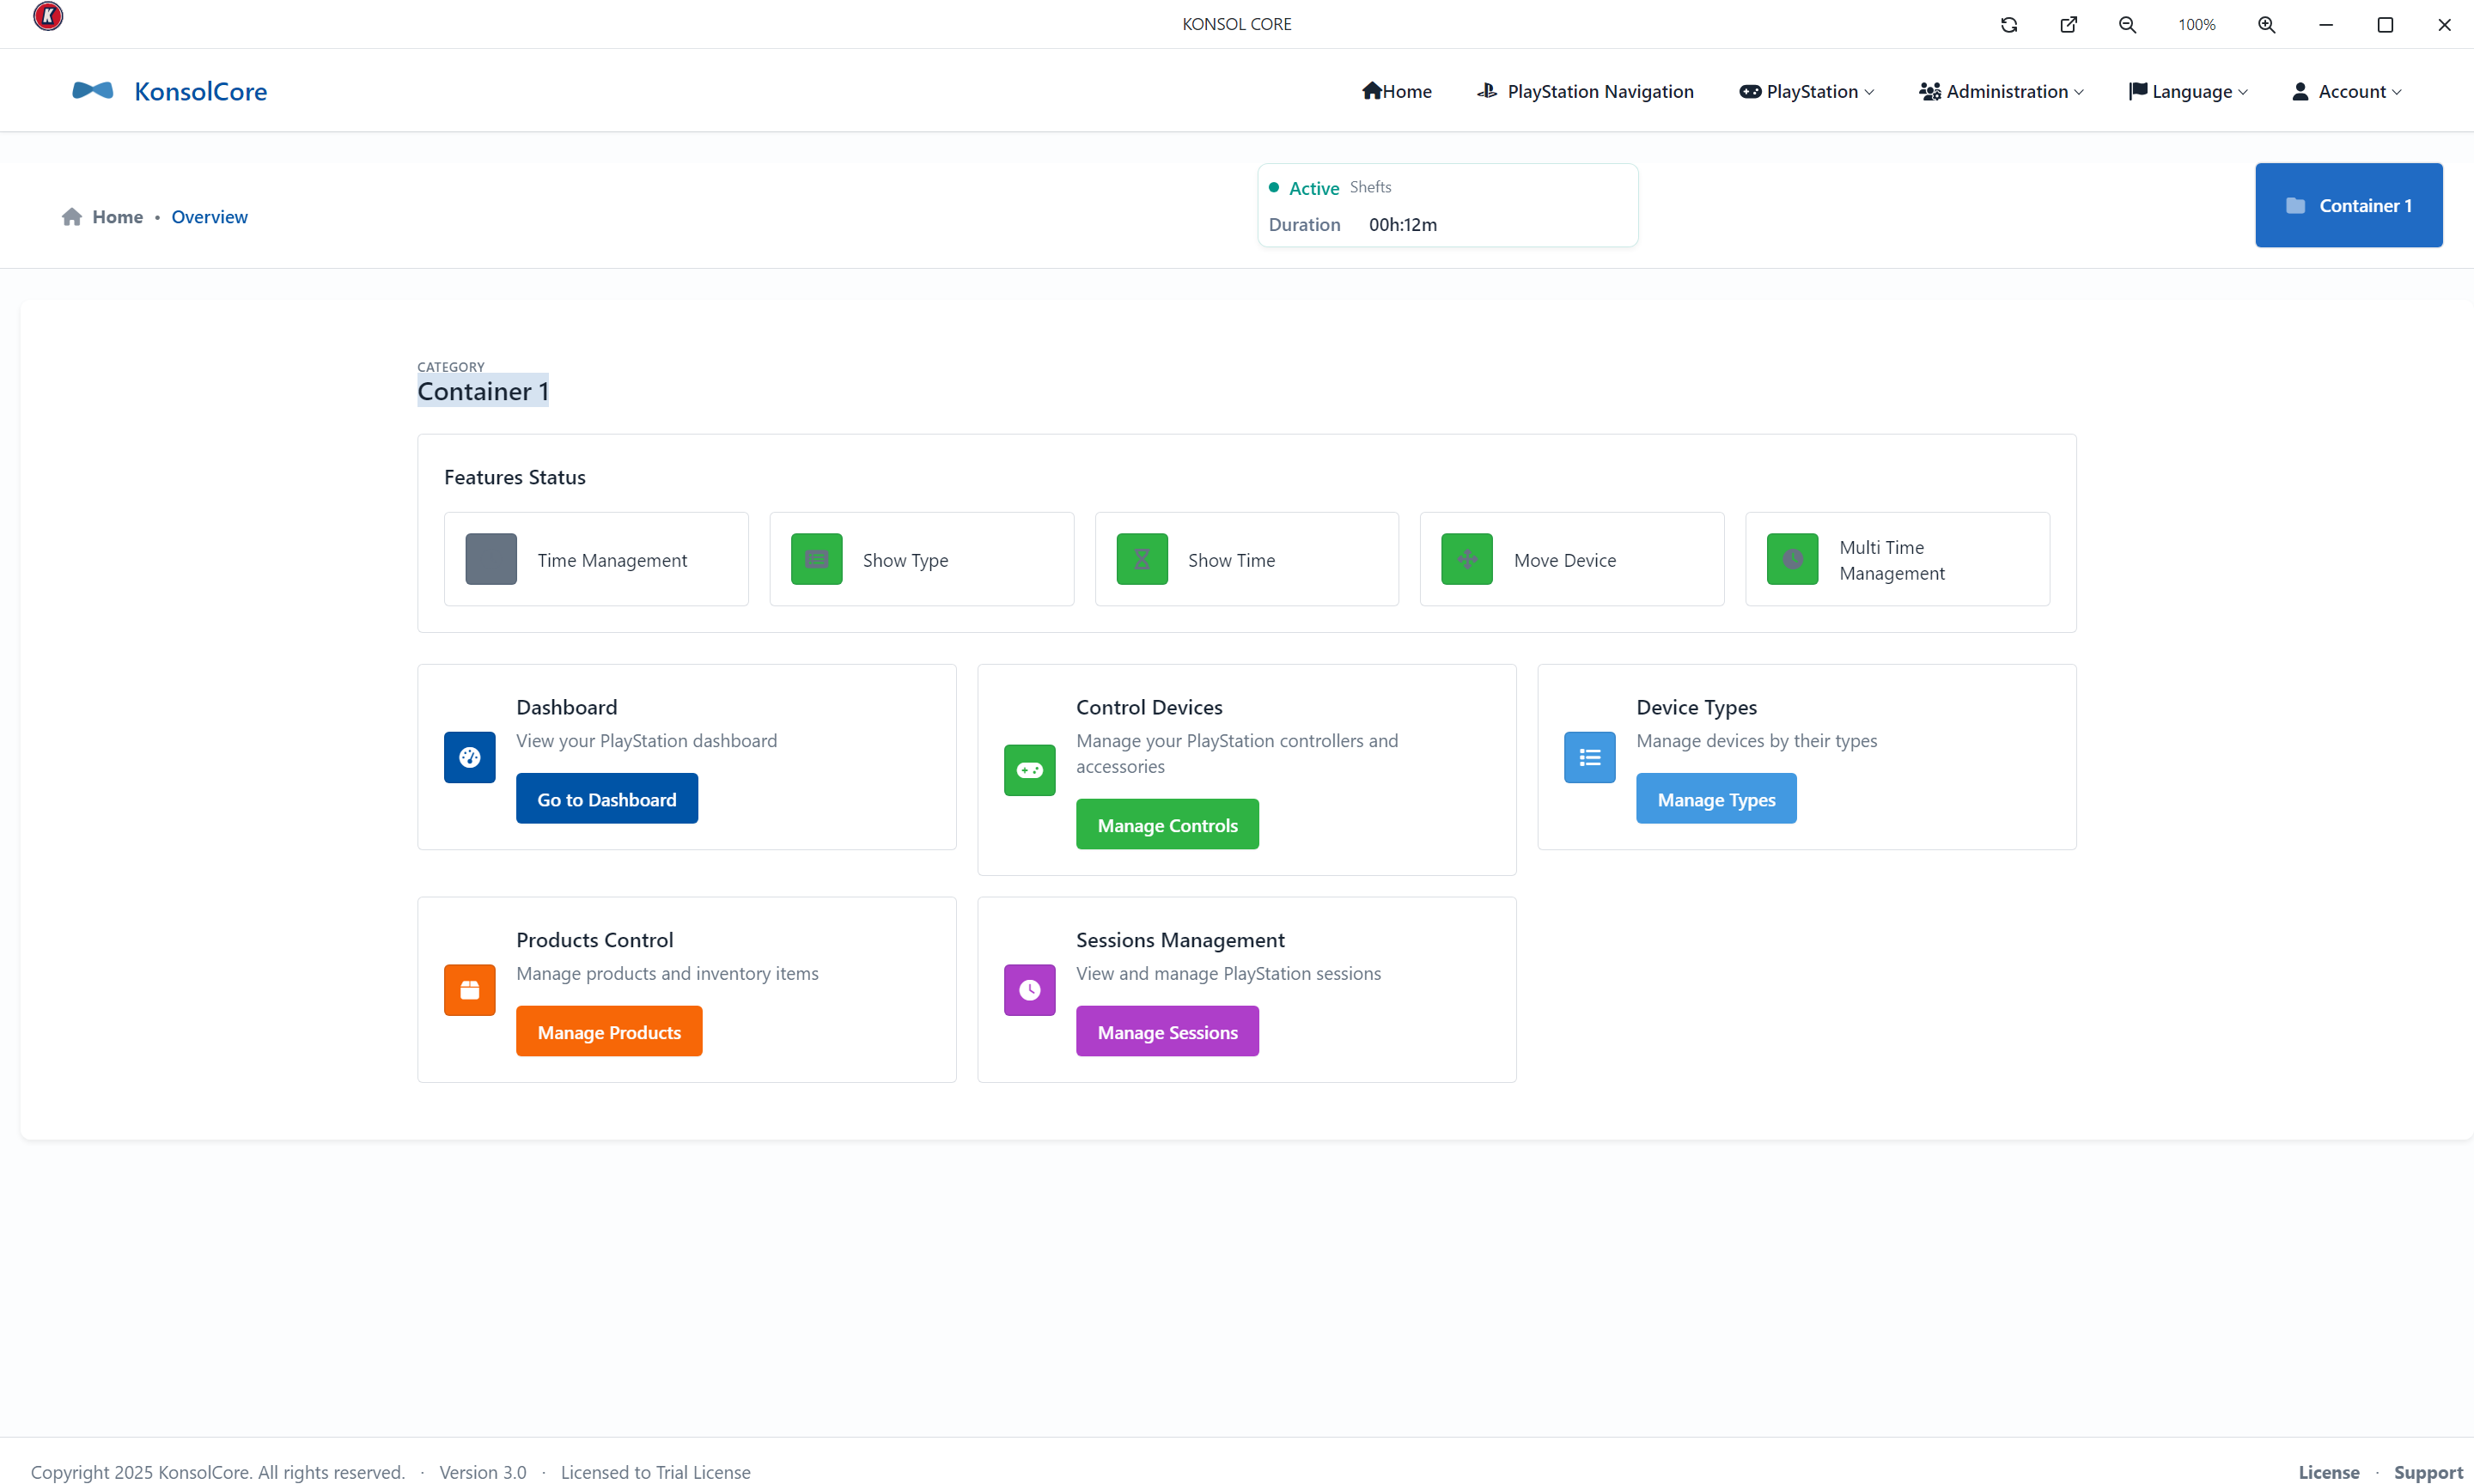 K
KONSOL CORE
100%
KonsolCore
Home
PlayStation Navigation
PlayStation
Administration
Language
Account
Home • Overview
Active Shefts
Duration 00h:12m
Container 1
CATEGORY
Container 1
Features Status
Time Management
Show Type
Show Time
Move Device
Multi Time
Management
Dashboard
View your PlayStation dashboard
Go to Dashboard
Control Devices
Manage your PlayStation controllers and
accessories
Manage Controls
Device Types
Manage devices by their types
Manage Types
Products Control
Manage products and inventory items
Manage Products
Sessions Management
View and manage PlayStation sessions
Manage Sessions
Copyright 2025 KonsolCore. All rights reserved. · Version 3.0 · Licensed to Trial License
License · Support